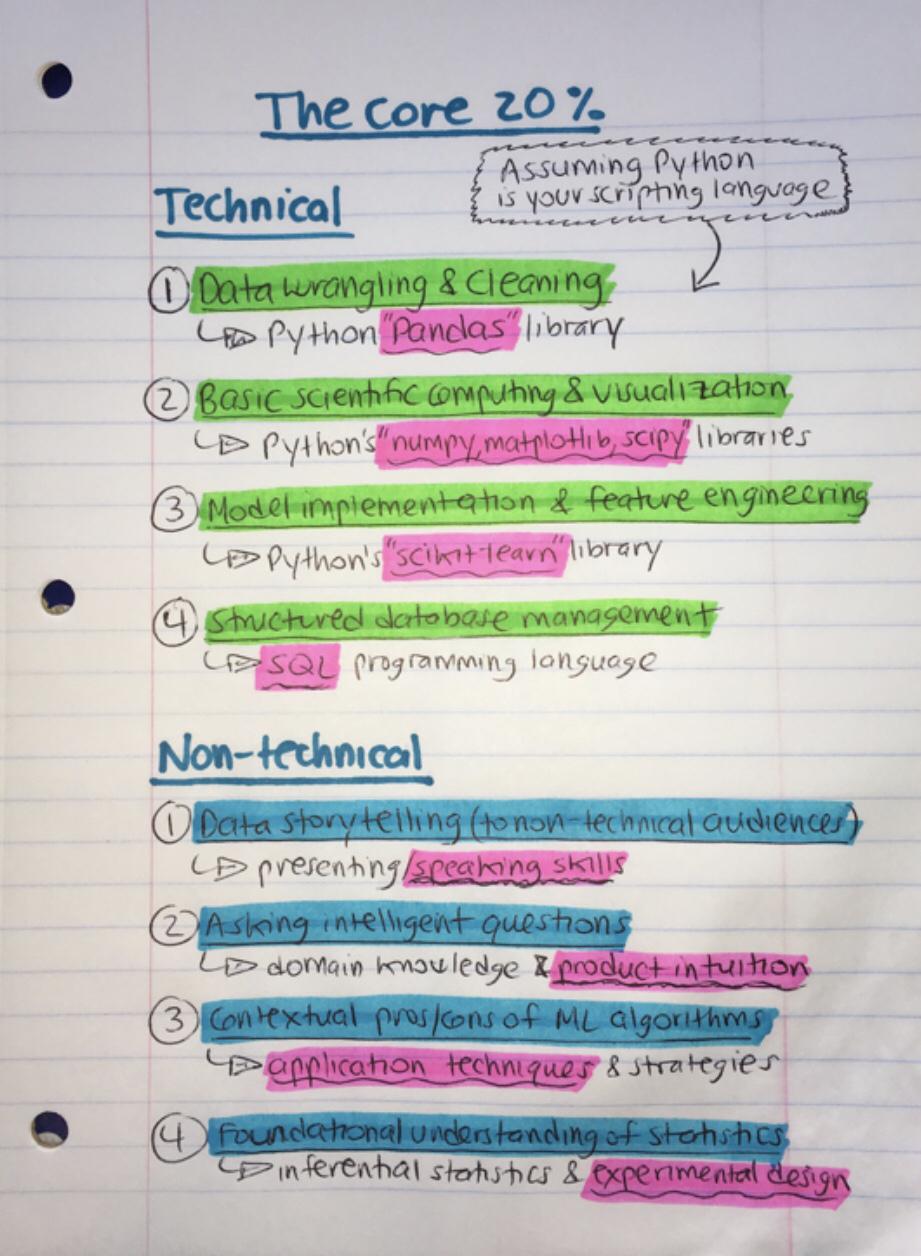 The Core 20%
Assuming Python
is your scripting language
Technical
① Data wrangling & Cleaning
Python "Pandas" library
② Basic scientific computing & visualization
Python's "numpy, matplotlib, scipy" libraries
③ Model implementation & feature engineering
Python's "scikit-learn" library
④ Structured database management
SQL programming language
Non-technical
① Data storytelling (to non-technical audiences)
presenting/speaking skills
② Asking intelligent questions
domain knowledge & product intuition
③ Contextual pros/cons of ML algorithms
application techniques & strategies
④ Foundational understanding of statistics
inferential statistics & experimental design